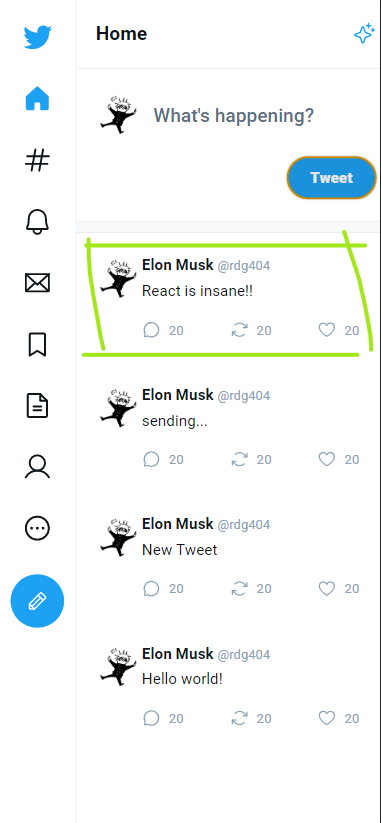 Home
What's happening?
Tweet
Elon Musk @rdg404
React is insane!!
20 20 20
Elon Musk @rdg404
sending...
20 20 20
Elon Musk @rdg404
New Tweet
20 20 20
Elon Musk @rdg404
Hello world!
20 20 20